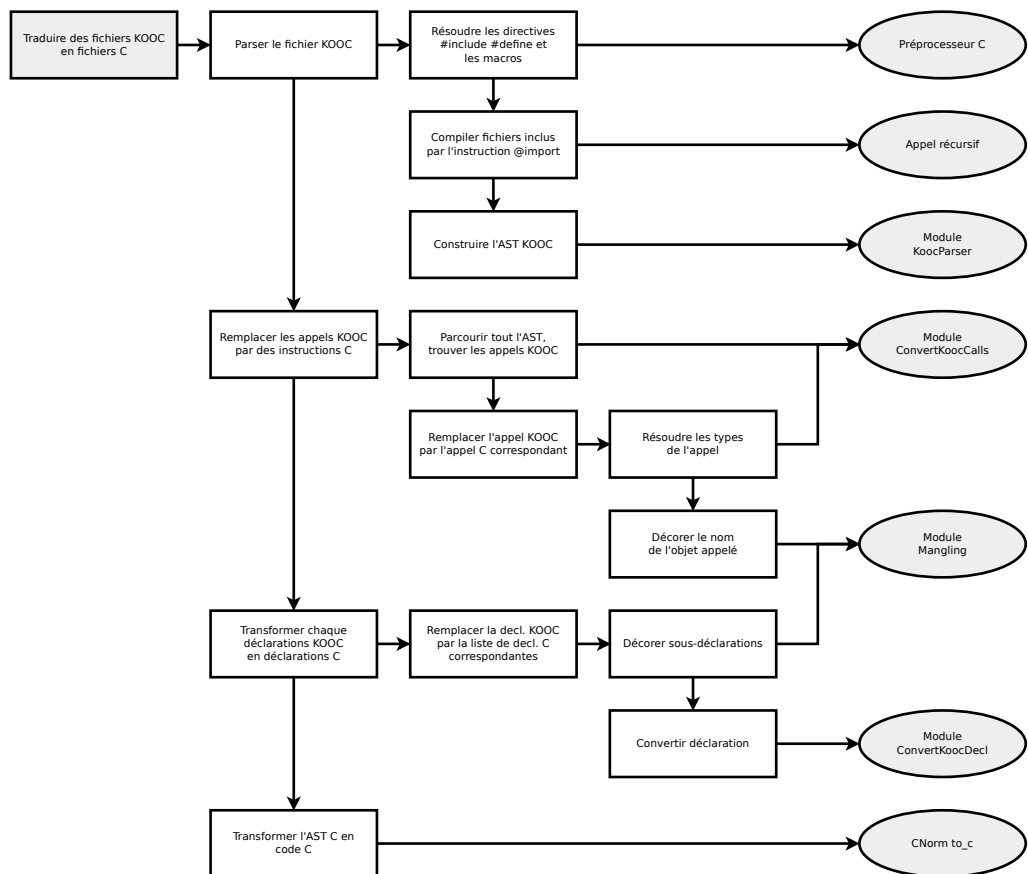 Traduire des fichiers KOOC
en fichiers C
Parser le fichier KOOC
Résoudre les directives
#include #define et
les macros
Préprocesseur C
Compiler fichiers inclus
par l'instruction @import
Appel récursif
Construire l'AST KOOC
Module
KoocParser
Remplacer les appels KOOC
par des instructions C
Parcourir tout l'AST,
trouver les appels KOOC
Module
ConvertKoocCalls
Remplacer l'appel KOOC
par l'appel C correspondant
Résoudre les types
de l'appel
Décorer le nom
de l'objet appelé
Module
Mangling
Transformer chaque
déclarations KOOC
en déclarations C
Remplacer la decl. KOOC
par la liste de decl. C
correspondantes
Décorer sous-déclarations
Convertir déclaration
Module
ConvertKoocDecl
Transformer l'AST C en
code C
CNorm to_c